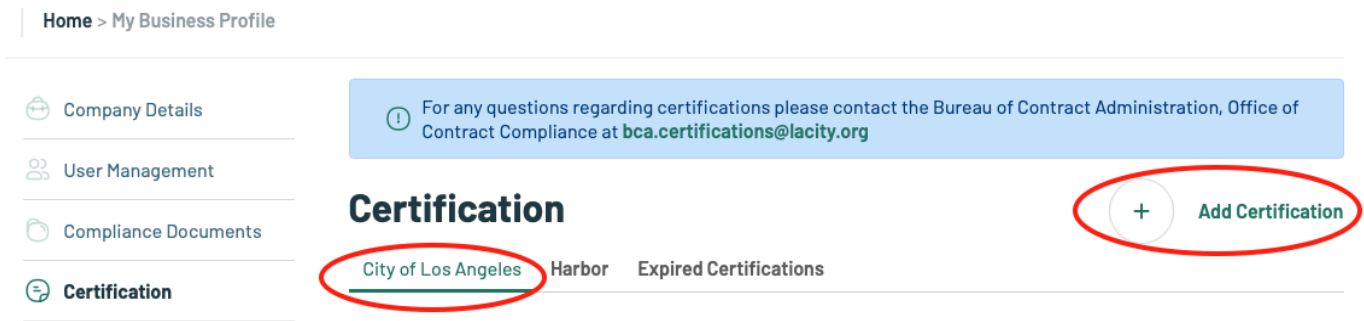 Home > My Business Profile
Company Details
User Management
Compliance Documents
Certification
For any questions regarding certifications please contact the Bureau of Contract Administration, Office of
Contract Compliance at bca.certifications@lacity.org
Certification
+ Add Certification
City of Los Angeles Harbor Expired Certifications